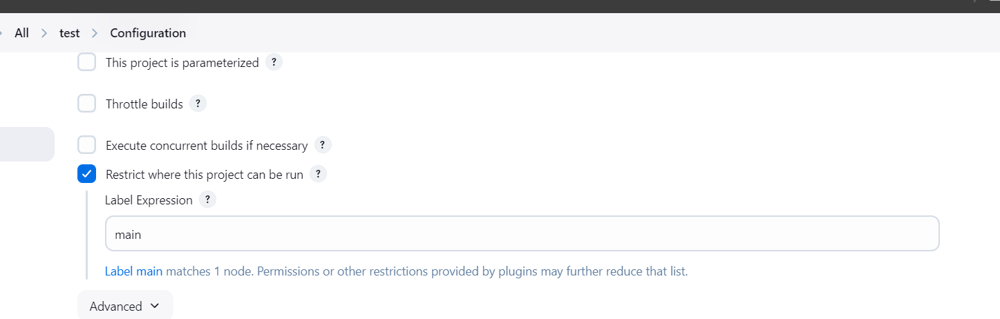 All > test > Configuration
This project is parameterized ?
Throttle builds ?
Execute concurrent builds if necessary ?
Restrict where this project can be run ?
Label Expression ?
main
Label main matches 1 node. Permissions or other restrictions provided by plugins may further reduce that list.
Advanced